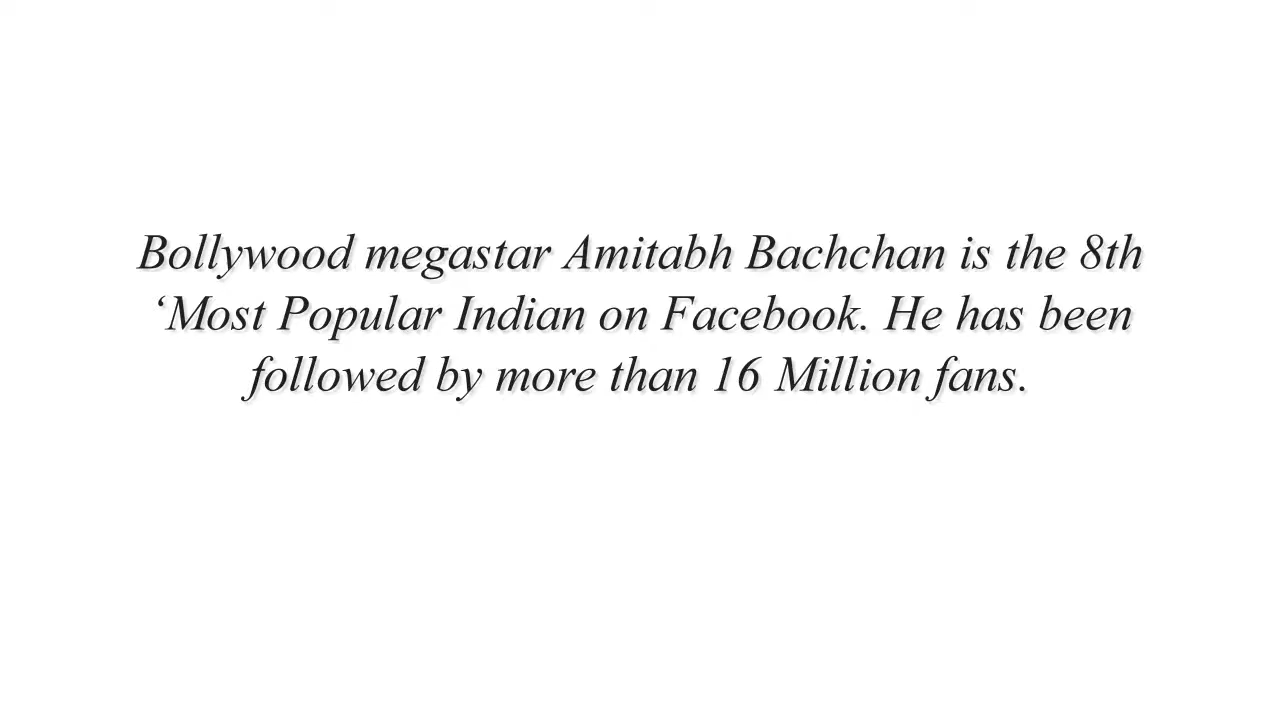 Bollywood megastar Amitabh Bachchan is the 8th
‘Most Popular Indian on Facebook. He has been
followed by more than 16 Million fans.